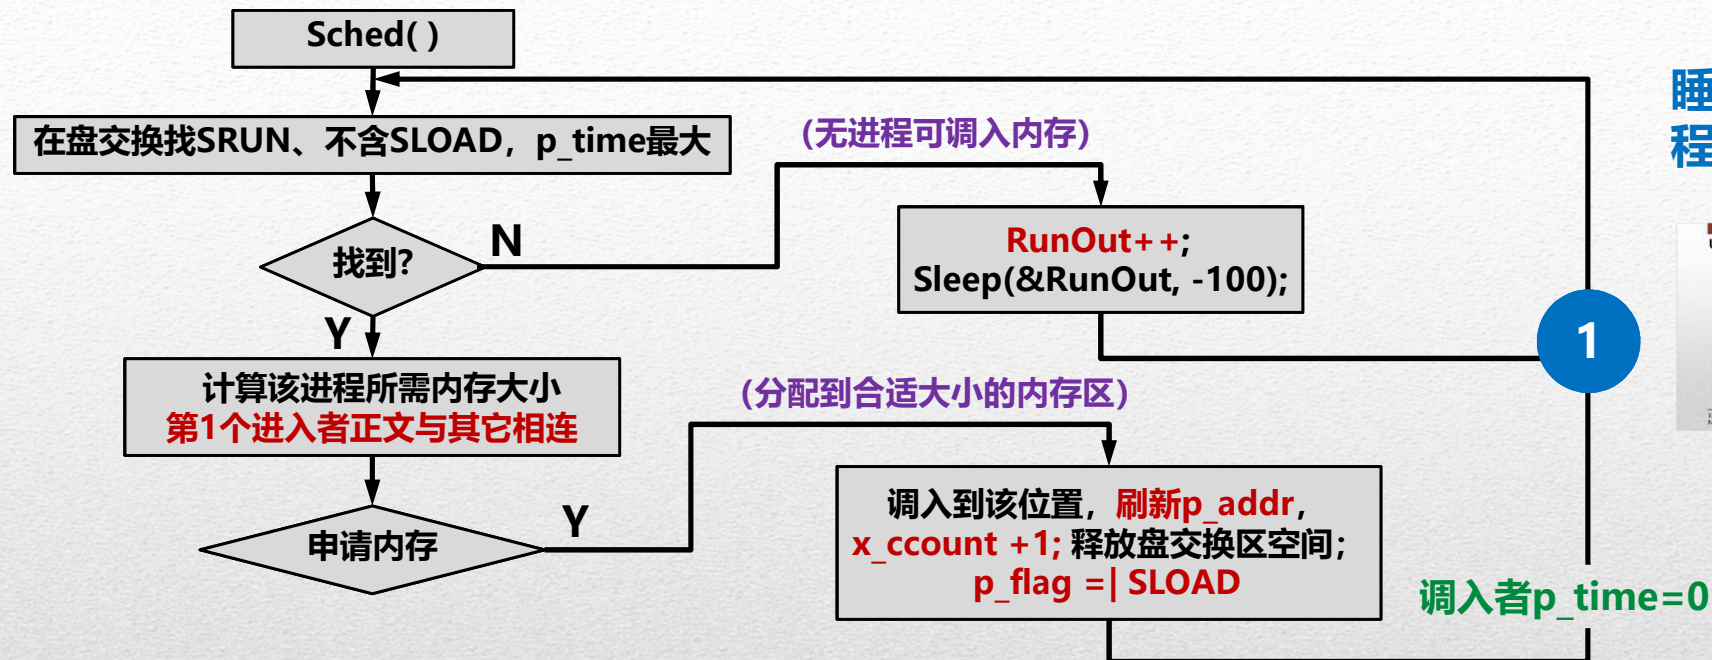 Sched( )
在盘交换找SRUN、不含SLOAD，p_time最大
(无进程可调入内存)
睡
程
找到?
N
RunOut++;
Sleep(&RunOut, -100);
1
Y
计算该进程所需内存大小
第1个进入者正文与其它相连
(分配到合适大小的内存区)
申请内存
Y
调入到该位置，刷新p_addr，
x_ccount +1; 释放盘交换区空间；
p_flag =| SLOAD
调入者p_time=0